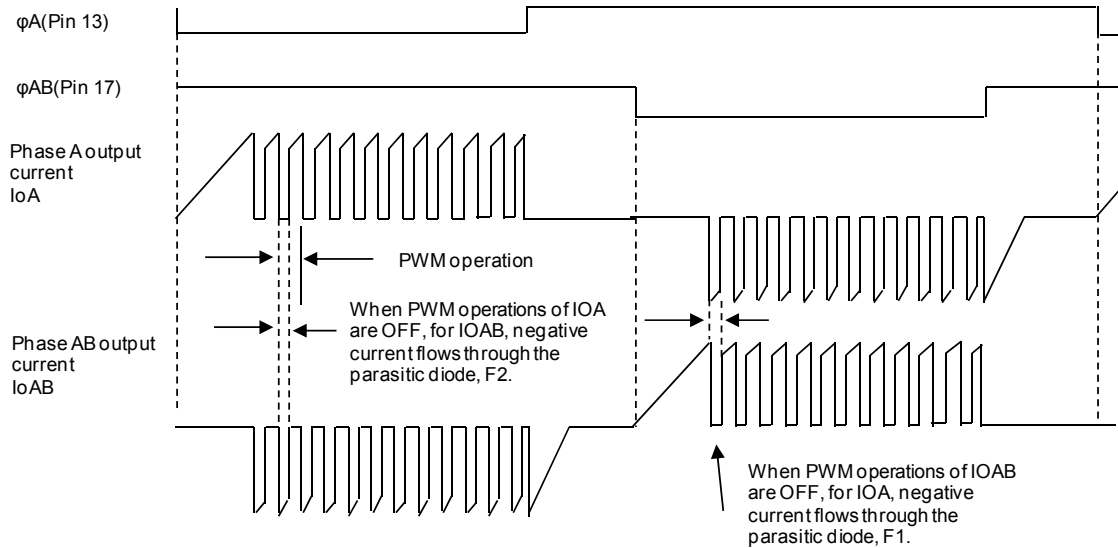 φA(Pin 13)
φAB(Pin 17)
Phase A output
current
IoA
PWM operation
When PWM operations of IOA
are OFF, for IOAB, negative
current flows through the
parasitic diode, F2.
Phase AB output
current
IoAB
When PWM operations of IOAB
are OFF, for IOA, negative
current flows through the
parasitic diode, F1.